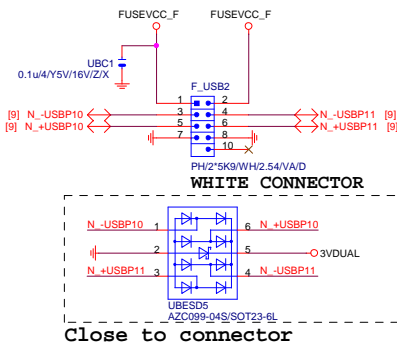 FUSEVCC_F FUSEVCC_F
UBC1
0.1u/4/Y5V/16V/Z/X
F_USB2
1 2
[9] N_-USBP10 3 4 N_-USBP11 [9]
[9] N_+USBP10 5 6 N_+USBP11 [9]
7 8
10
PH/2*5K9/WH/2.54/VA/D
WHITE CONNECTOR
N_-USBP10 1 6 N_+USBP10
2 5 3VDUAL
N_+USBP11 3 4 N_-USBP11
UBESD5
AZC099-04S/SOT23-6L
Close to connector